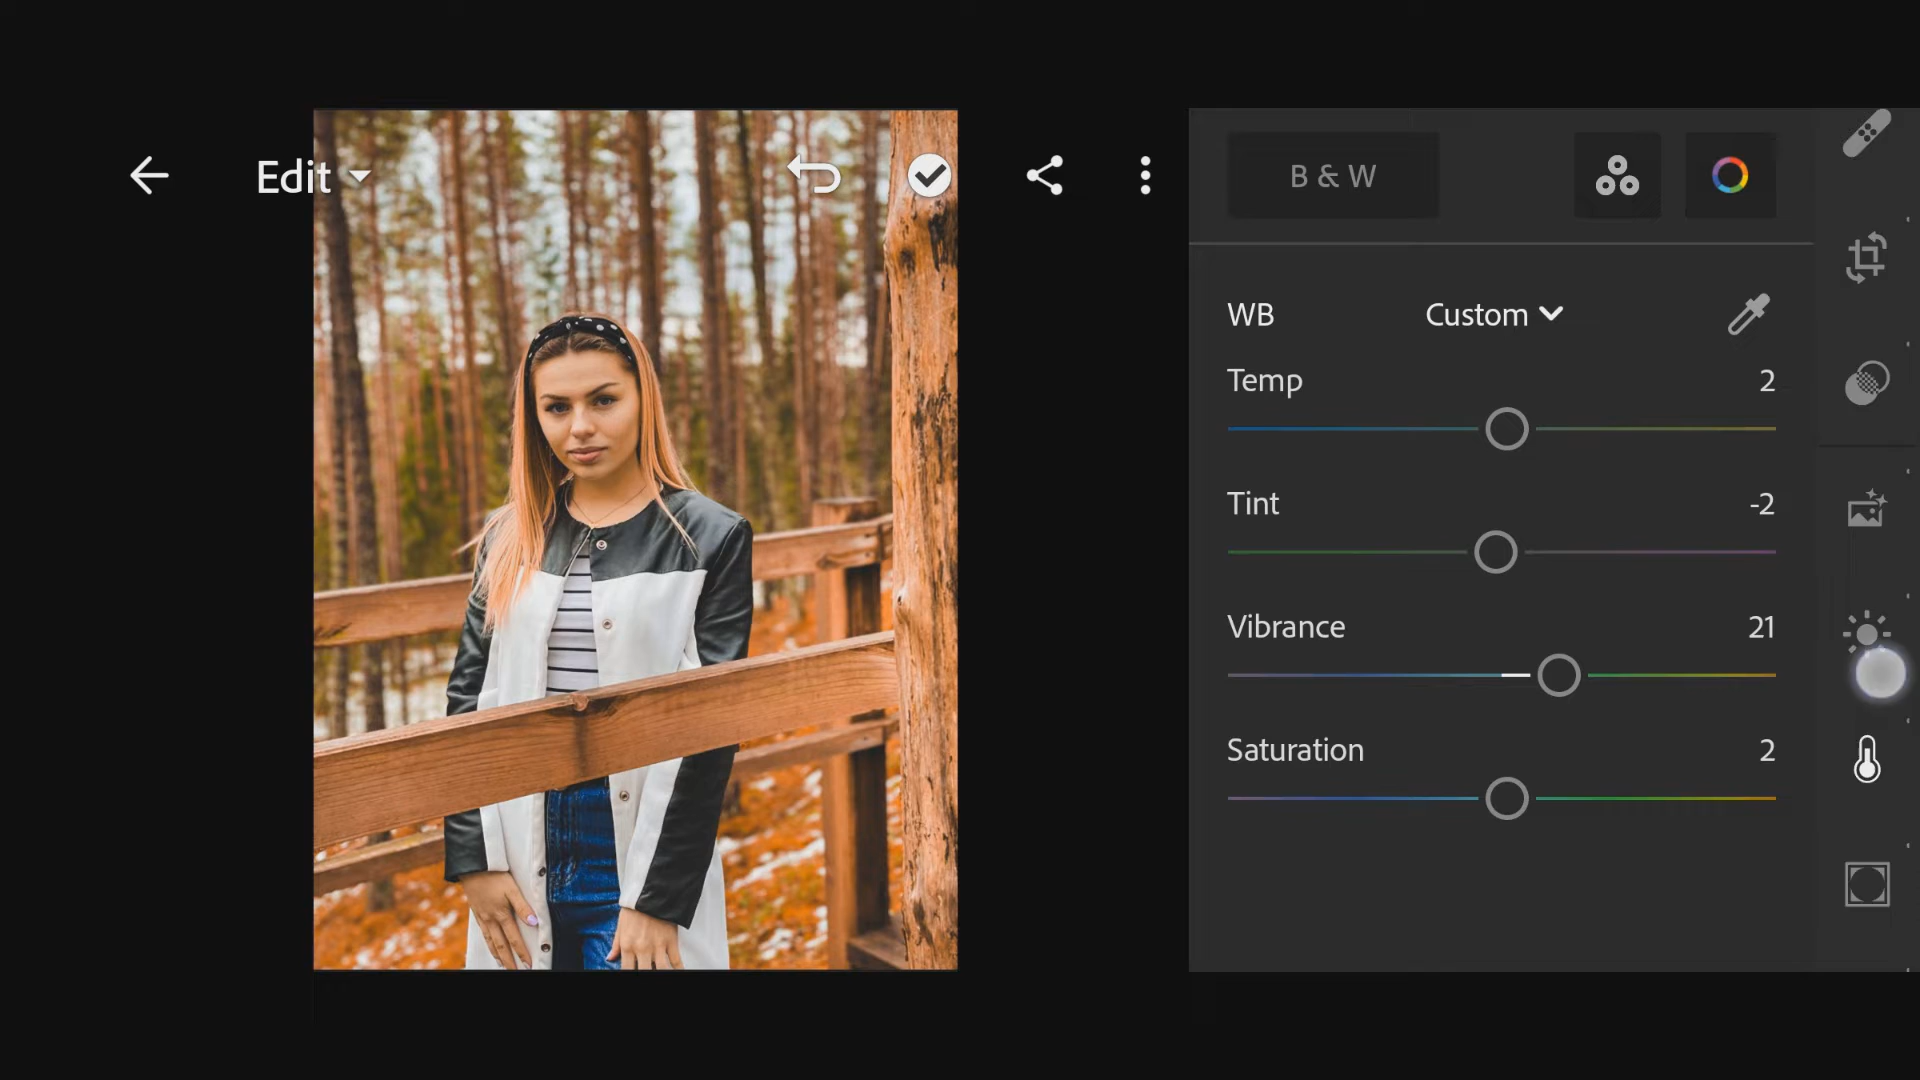 Edit
B & W
WB Custom
Temp 2
Tint -2
Vibrance 21
Saturation 2